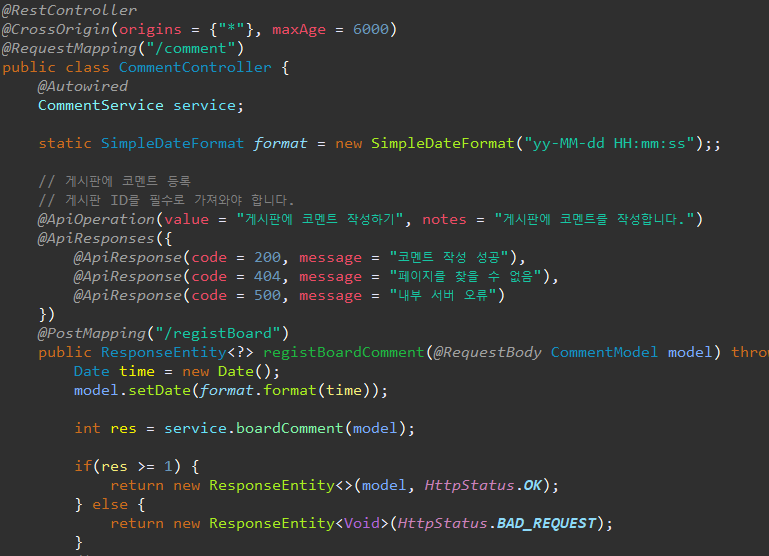 @RestController
@CrossOrigin(origins = {"*"}, maxAge = 6000)
@RequestMapping("/comment")
public class CommentController {
    @Autowired
    CommentService service;

    static SimpleDateFormat format = new SimpleDateFormat("yy-MM-dd HH:mm:ss");;

    // 게시판에 코멘트 등록
    // 게시판 ID를 필수로 가져와야 합니다.
    @ApiOperation(value = "게시판에 코멘트 작성하기", notes = "게시판에 코멘트를 작성합니다.")
    @ApiResponses({
        @ApiResponse(code = 200, message = "코멘트 작성 성공"),
        @ApiResponse(code = 404, message = "페이지를 찾을 수 없음"),
        @ApiResponse(code = 500, message = "내부 서버 오류")
    })
    @PostMapping("/registBoard")
    public ResponseEntity<?> registBoardComment(@RequestBody CommentModel model) throw
        Date time = new Date();
        model.setDate(format.format(time));

        int res = service.boardComment(model);

        if(res >= 1) {
            return new ResponseEntity<>(model, HttpStatus.OK);
        } else {
            return new ResponseEntity<Void>(HttpStatus.BAD_REQUEST);
        }